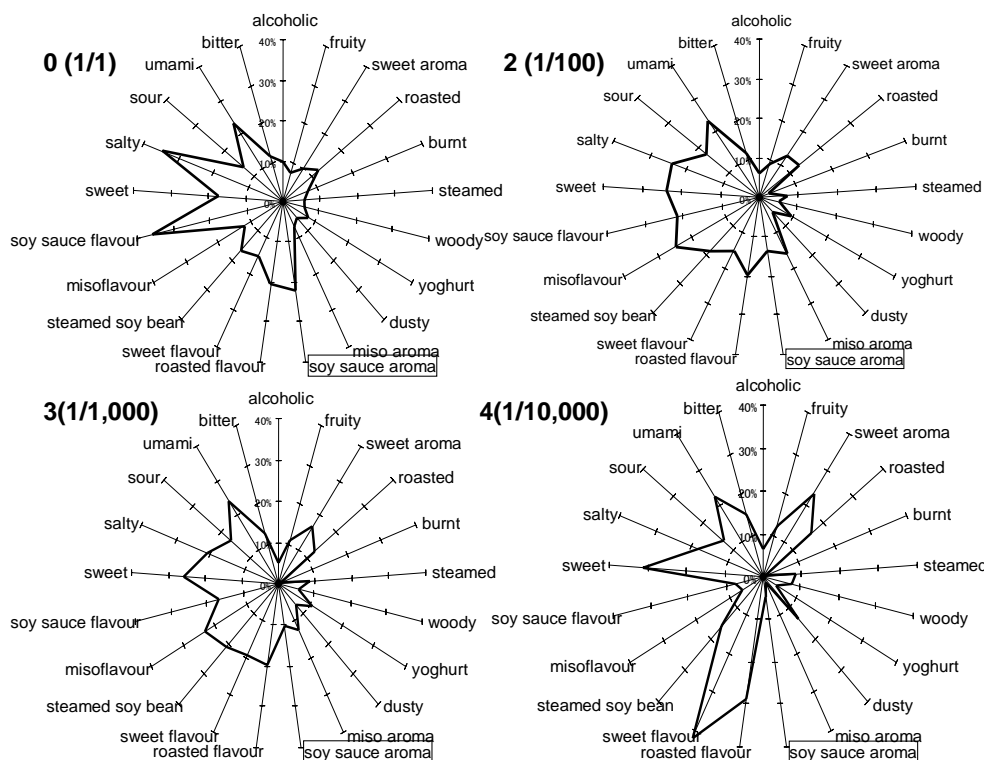 0 (1/1)
alcoholic
fruity
sweet aroma
roasted
burnt
steamed
woody
yoghurt
dusty
miso aroma
soy sauce aroma
roasted flavour
sweet flavour
steamed soy bean
misoflavour
soy sauce flavour
sweet
salty
sour
umami
bitter
40%
30%
20%
10%
0%
2 (1/100)
alcoholic
fruity
sweet aroma
roasted
burnt
steamed
woody
yoghurt
dusty
miso aroma
soy sauce aroma
roasted flavour
sweet flavour
steamed soy bean
misoflavour
soy sauce flavour
sweet
salty
sour
umami
bitter
40%
30%
20%
10%
0%
3(1/1,000)
alcoholic
fruity
sweet aroma
roasted
burnt
steamed
woody
yoghurt
dusty
miso aroma
soy sauce aroma
roasted flavour
sweet flavour
steamed soy bean
misoflavour
soy sauce flavour
sweet
salty
sour
umami
bitter
40%
30%
20%
10%
0%
4(1/10,000)
alcoholic
fruity
sweet aroma
roasted
burnt
steamed
woody
yoghurt
dusty
miso aroma
soy sauce aroma
roasted flavour
sweet flavour
steamed soy bean
misoflavour
soy sauce flavour
sweet
salty
sour
umami
bitter
40%
30%
20%
10%
0%